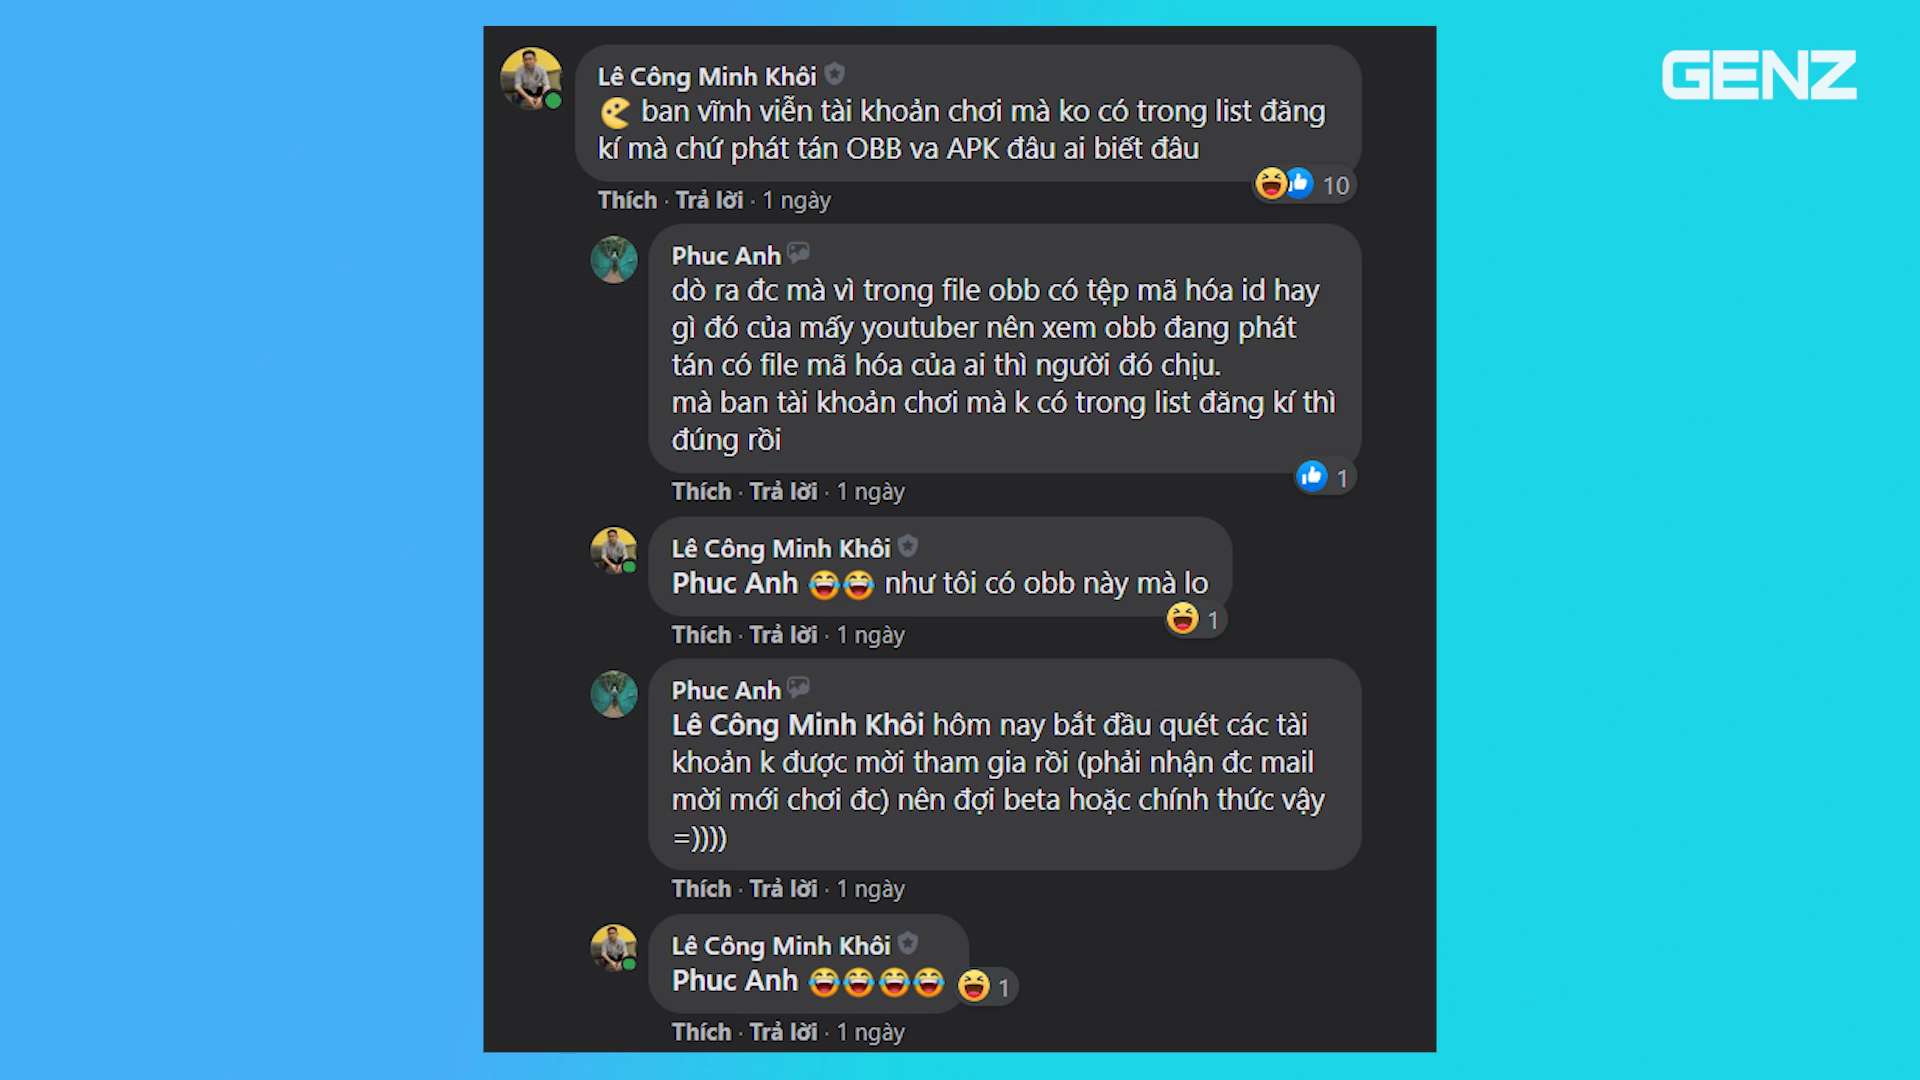 GENZ
Lê Công Minh Khôi
ban vĩnh viễn tài khoản chơi mà ko có trong list đăng
kí mà chứ phát tán OBB va APK đâu ai biết đâu
10
Thích · Trả lời · 1 ngày
Phuc Anh
dò ra đc mà vì trong file obb có tệp mã hóa id hay
gì đó của mấy youtuber nên xem obb đang phát
tán có file mã hóa của ai thì người đó chịu.
mà ban tài khoản chơi mà k có trong list đăng kí thì
đúng rồi
1
Thích · Trả lời · 1 ngày
Lê Công Minh Khôi
Phuc Anh 😂😂 như tôi có obb này mà lo
1
Thích · Trả lời · 1 ngày
Phuc Anh
Lê Công Minh Khôi hôm nay bắt đầu quét các tài
khoản k được mời tham gia rồi (phải nhận đc mail
mời mới chơi đc) nên đợi beta hoặc chính thức vậy
=))))
Thích · Trả lời · 1 ngày
Lê Công Minh Khôi
Phuc Anh 😂😂😂😂
1
Thích · Trả lời · 1 ngày